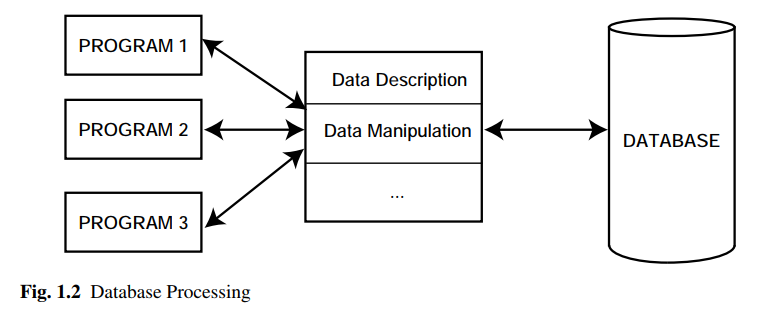 PROGRAM 1
PROGRAM 2
PROGRAM 3
Data Description
Data Manipulation
...
DATABASE
Fig. 1.2 Database Processing